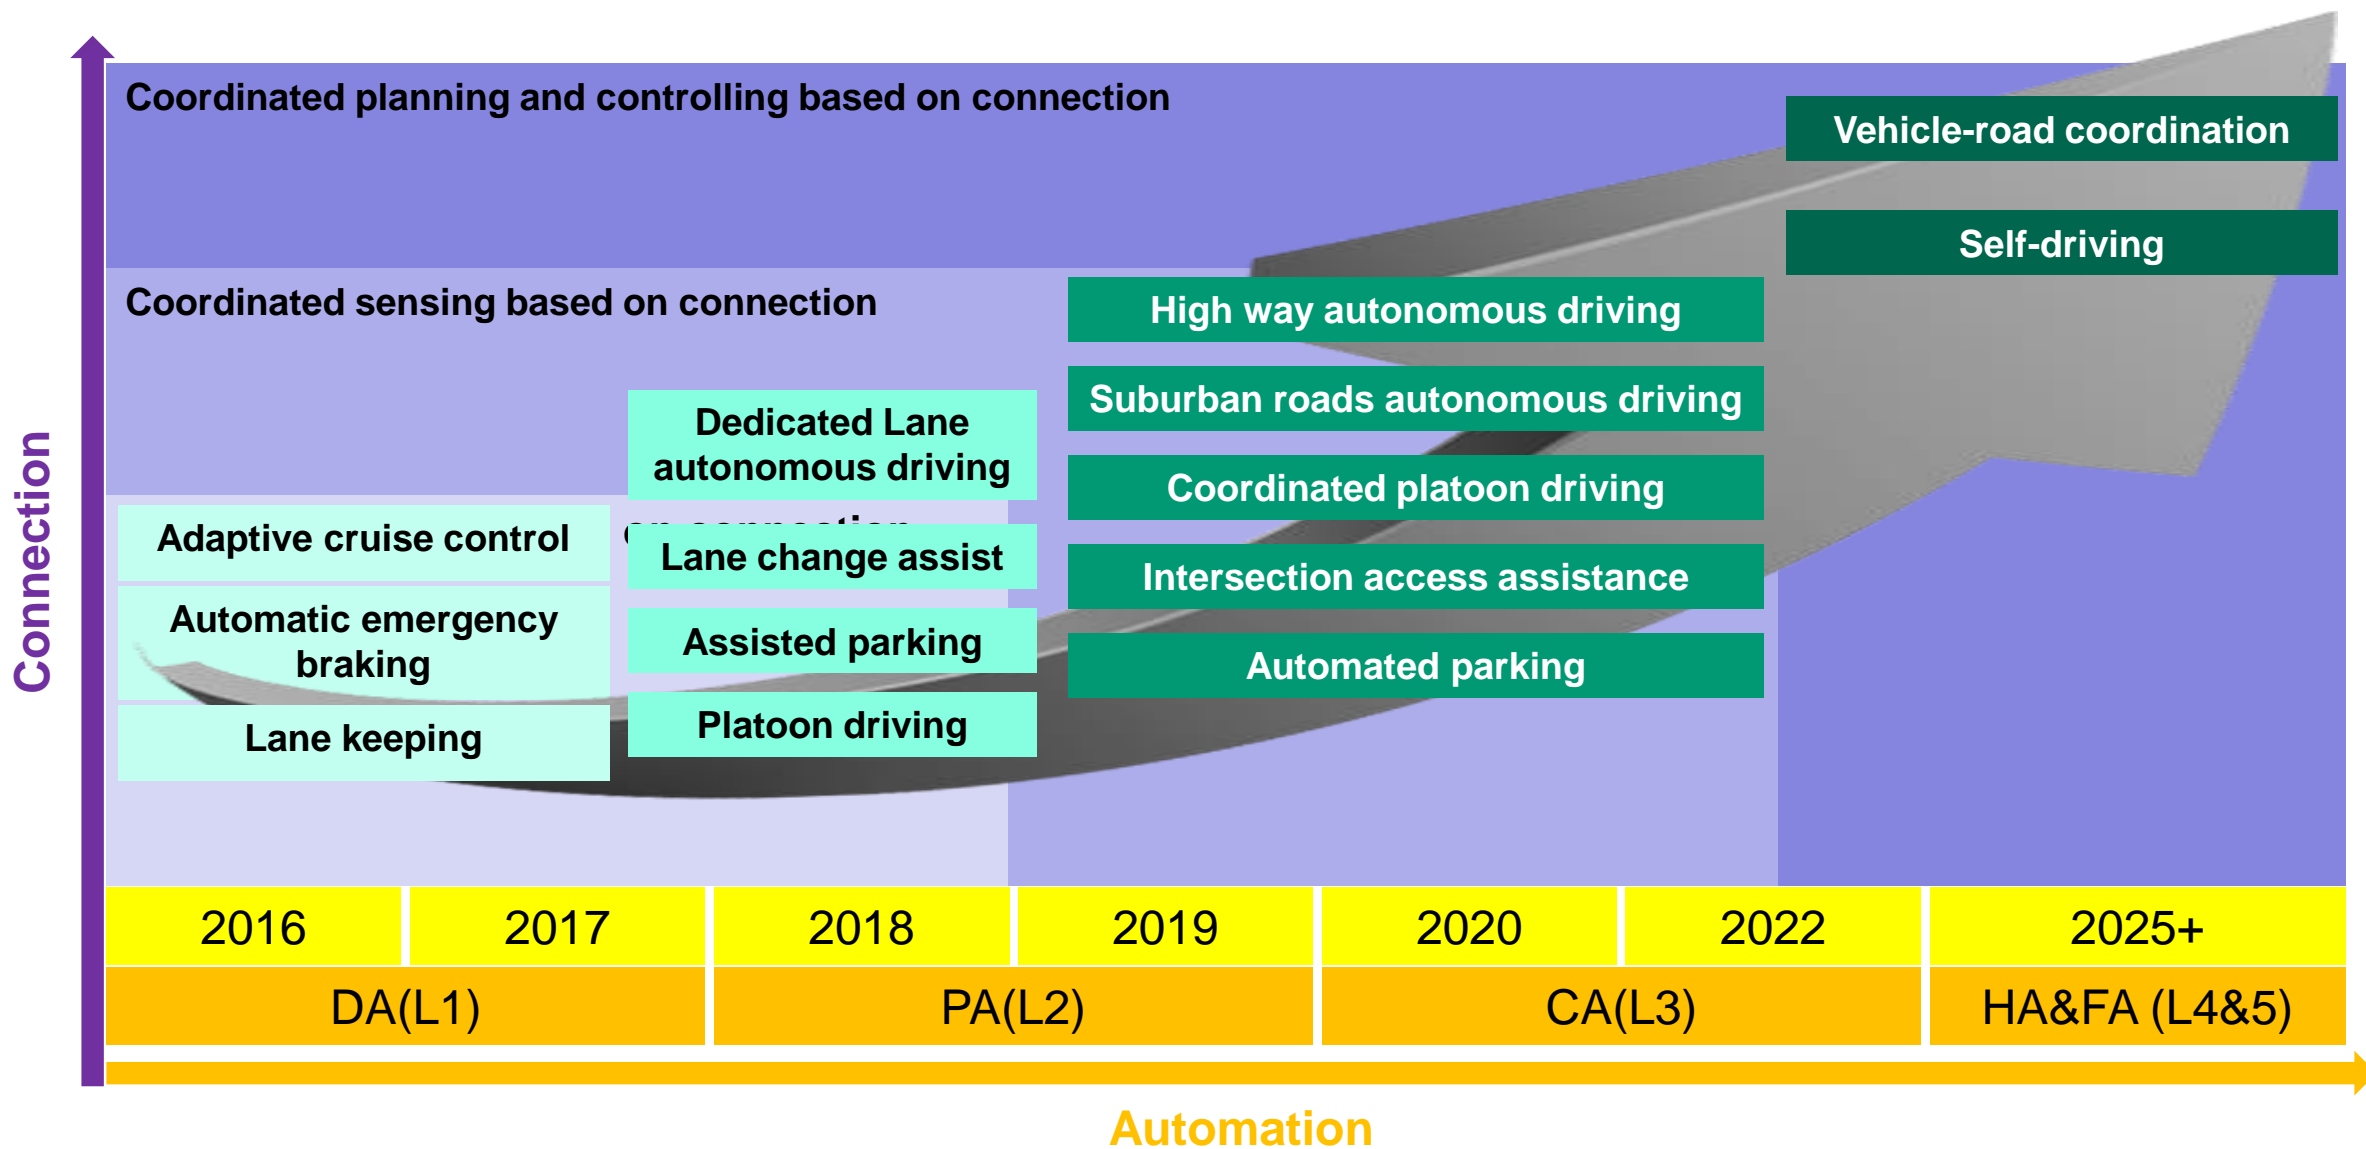 Coordinated planning and controlling based on connection
Vehicle-road coordination
Self-driving
Coordinated sensing based on connection
High way autonomous driving
Suburban roads autonomous driving
Coordinated platoon driving
Intersection access assistance
Automated parking
Dedicated Lane
autonomous driving
Lane change assist
Assisted parking
Platoon driving
Adaptive cruise control
Automatic emergency
braking
Lane keeping
Connection
2016
2017
2018
2019
2020
2022
2025+
DA(L1)
PA(L2)
CA(L3)
HA&FA (L4&5)
Automation